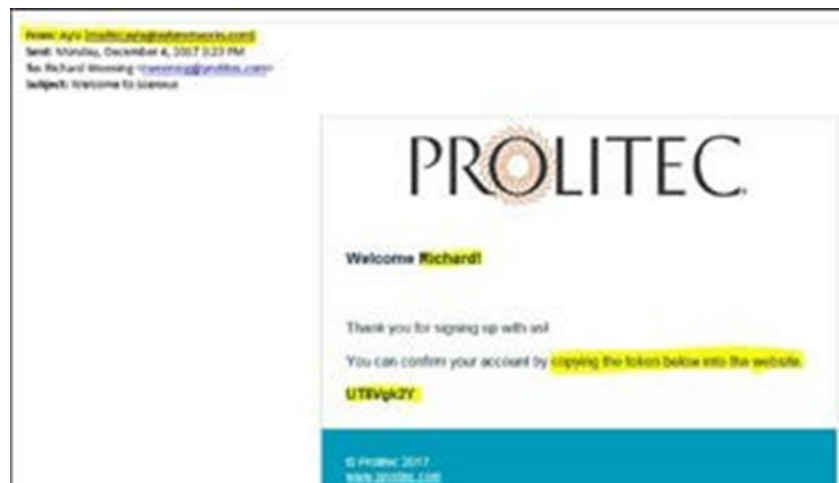 From: Ayla
Sent: Monday, December 4, 2017 3:23 PM
To: Richard Weening
Subject: Welcome to
PROLITEC
Welcome Richard!
Thank you for signing up with us!
You can confirm your account by copying the token below into the website.
© Prolitec 2017
www.prolitec.com